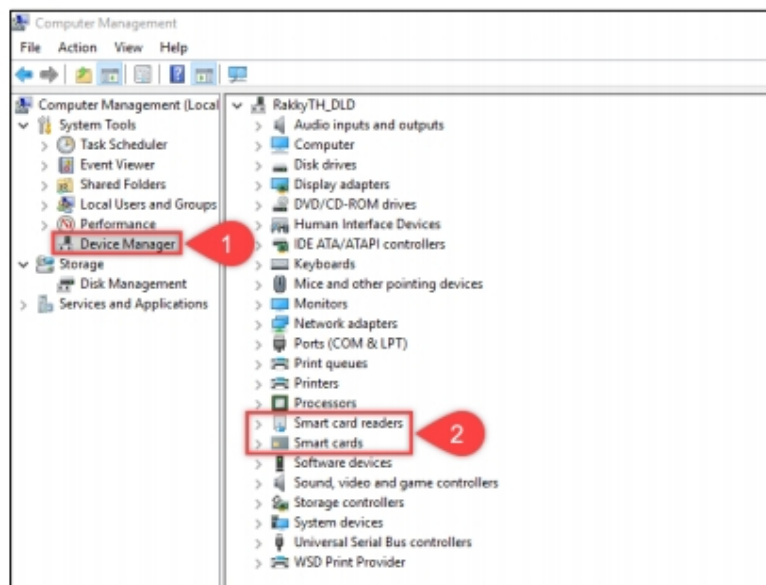 Computer Management
File Action View Help
Computer Management (Local
System Tools
Task Scheduler
Event Viewer
Shared Folders
Local Users and Groups
Performance
Device Manager
Storage
Disk Management
Services and Applications
1
RakkyTH_DLD
Audio inputs and outputs
Computer
Disk drives
Display adapters
DVD/CD-ROM drives
Human Interface Devices
IDE ATA/ATAPI controllers
Keyboards
Mice and other pointing devices
Monitors
Network adapters
Ports (COM & LPT)
Print queues
Printers
Processors
Smart card readers
Smart cards
2
Software devices
Sound, video and game controllers
Storage controllers
System devices
Universal Serial Bus controllers
WSD Print Provider